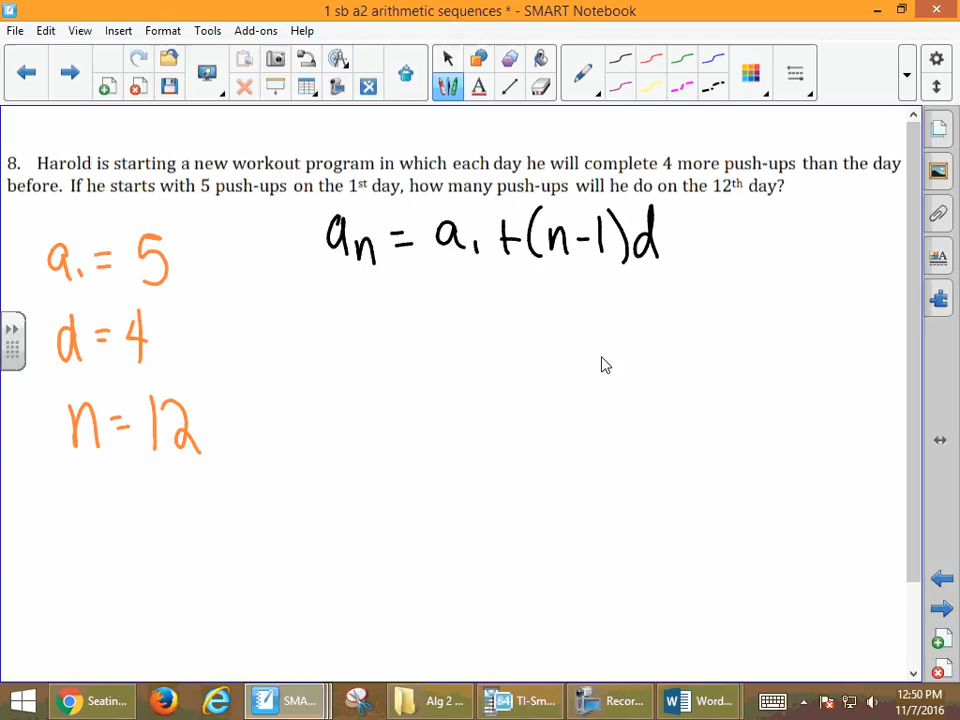 1 sb a2 arithmetic sequences * - SMART Notebook
File Edit View Insert Format Tools Add-ons Help
8. Harold is starting a new workout program in which each day he will complete 4 more push-ups than the day
before. If he starts with 5 push-ups on the 1st day, how many push-ups will he do on the 12th day?
aₙ = a₁ + (n-1)d
a₁ = 5
d = 4
n = 12
Seatin... SMA... Alg 2 ... TI-Sm... Recor... Word...
12:50 PM
11/7/2016